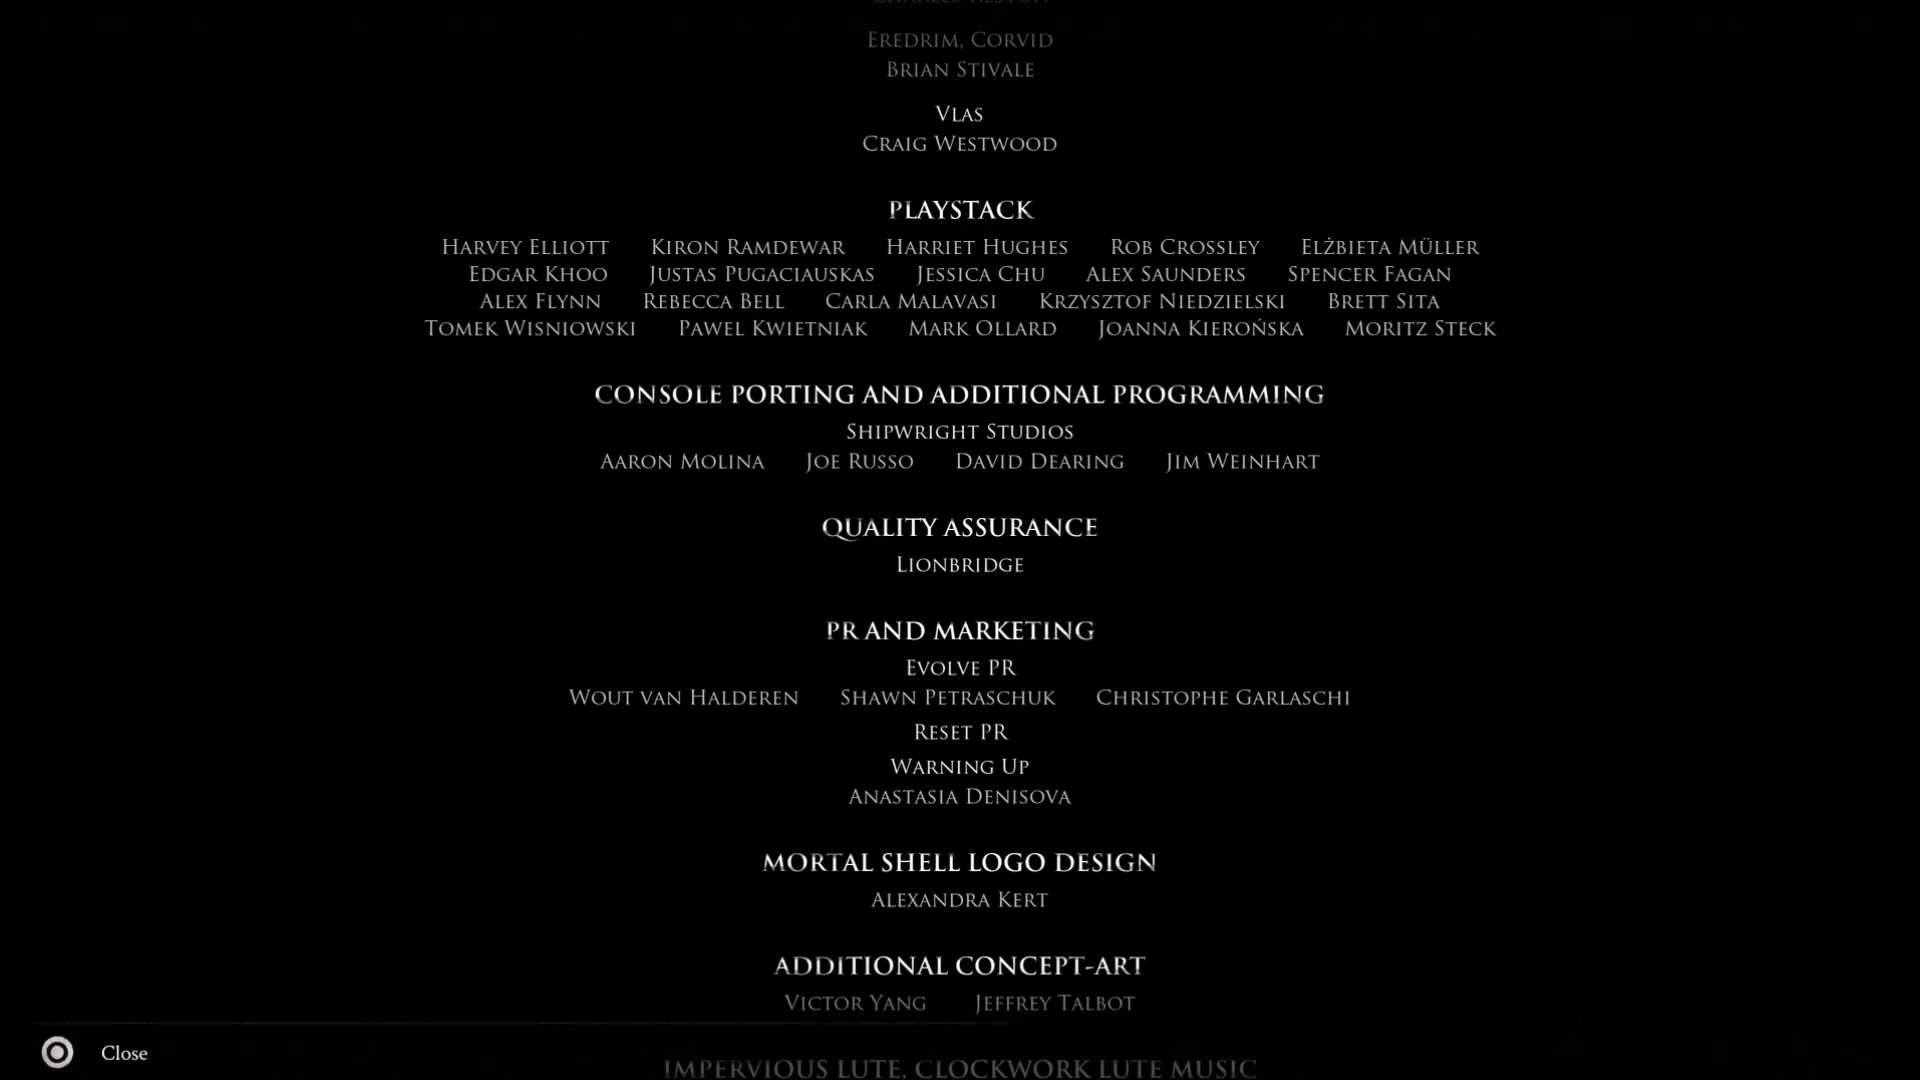 Charles Reston
Eredrim, Corvid
Brian Stivale
Vlas
Craig Westwood
PLAYSTACK
Harvey Elliott Kiron Ramdewar Harriet Hughes Rob Crossley Elżbieta Müller
Edgar Khoo Justas Pugaciauskas Jessica Chu Alex Saunders Spencer Fagan
Alex Flynn Rebecca Bell Carla Malavasi Krzysztof Niedzielski Brett Sita
Tomek Wisniowski Pawel Kwietniak Mark Ollard Joanna Kierońska Moritz Steck
CONSOLE PORTING AND ADDITIONAL PROGRAMMING
Shipwright Studios
Aaron Molina Joe Russo David Dearing Jim Weinhart
QUALITY ASSURANCE
Lionbridge
PR AND MARKETING
Evolve PR
Wout van Halderen Shawn Petraschuk Christophe Garlaschi
Reset PR
Warning Up
Anastasia Denisova
MORTAL SHELL LOGO DESIGN
Alexandra Kert
ADDITIONAL CONCEPT-ART
Victor Yang Jeffrey Talbot
Close
IMPERVIOUS LUTE, CLOCKWORK LUTE MUSIC